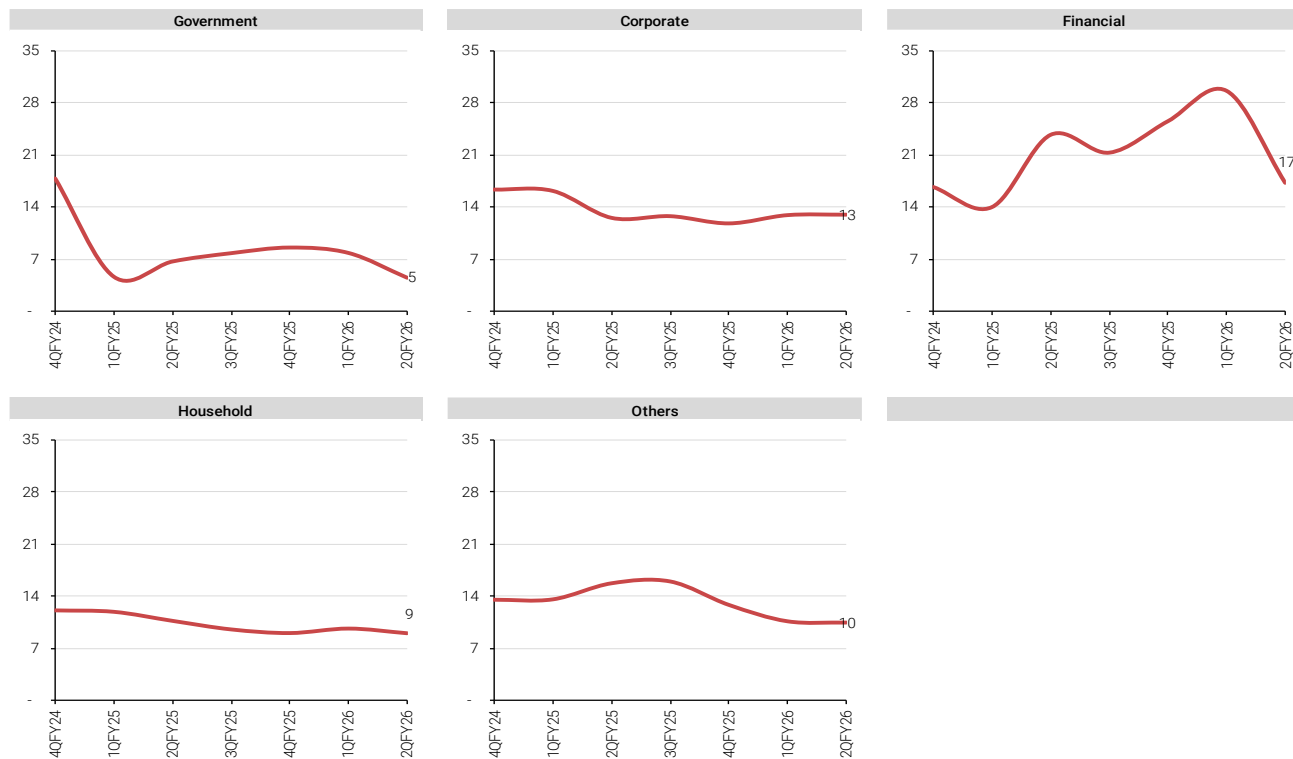 Government
35
28
21
14
7
-
5
4QFY24
1QFY25
2QFY25
3QFY25
4QFY25
1QFY26
2QFY26
Corporate
35
28
21
14
7
-
13
4QFY24
1QFY25
2QFY25
3QFY25
4QFY25
1QFY26
2QFY26
Financial
35
28
21
14
7
-
17
4QFY24
1QFY25
2QFY25
3QFY25
4QFY25
1QFY26
2QFY26
Household
35
28
21
14
7
-
9
4QFY24
1QFY25
2QFY25
3QFY25
4QFY25
1QFY26
2QFY26
Others
35
28
21
14
7
-
10
4QFY24
1QFY25
2QFY25
3QFY25
4QFY25
1QFY26
2QFY26